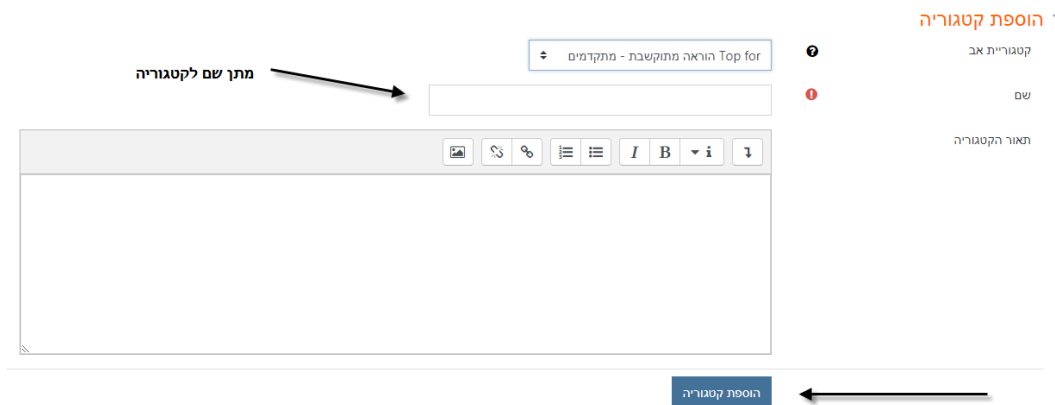 הוספת קטגוריה
קטגוריית אב
Top for הוראה מתוקשבת - מתקדמים
מתן שם לקטגוריה
שם
תאור הקטגוריה
B I
הוספת קטגוריה